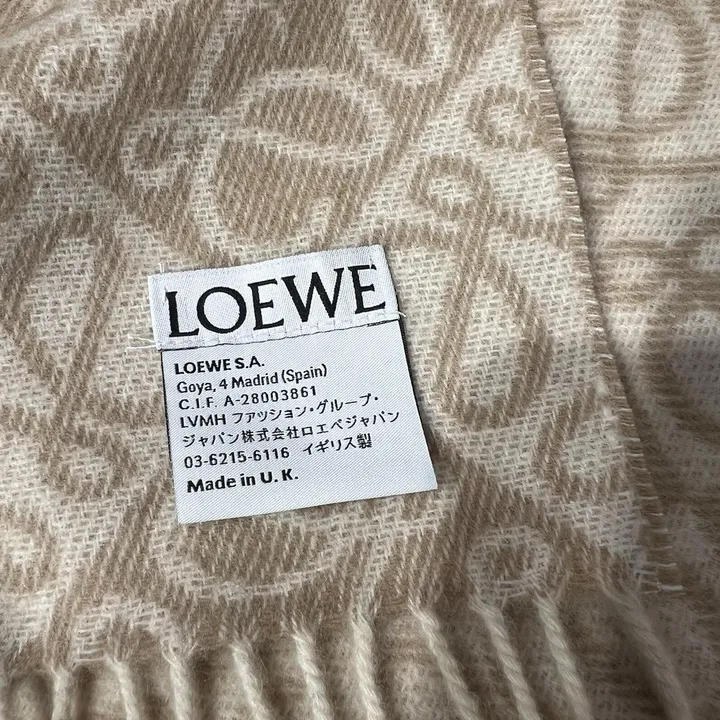 LOEWE
LOEWE S.A.
Goya, 4 Madrid (Spain)
C.I.F. A-28003861
LVMH ファッション・グループ・
ジャパン株式会社ロエベジャパン
03-6215-6116 イギリス製
Made in U. K.